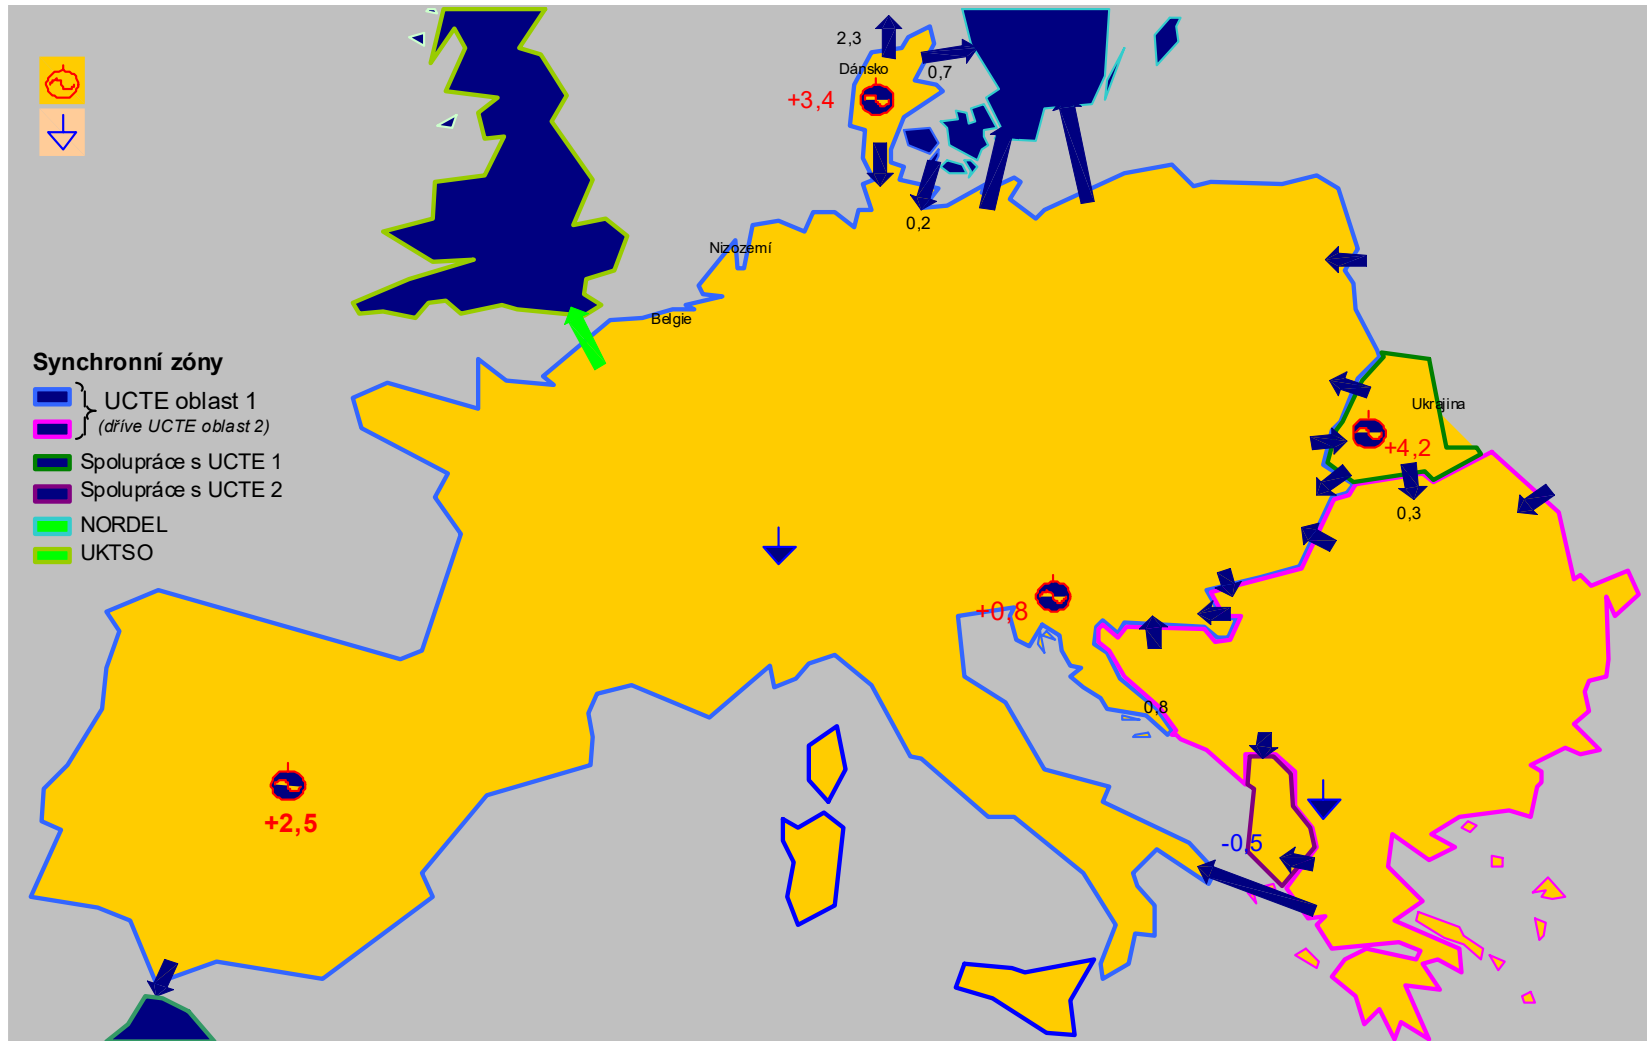 2,3
Dánsko
0,7
+3,4
0,2
Nizozemí
Belgie
Synchronní zóny
UCTE oblast 1
(dříve UCTE oblast 2)
Spolupráce s UCTE 1
Spolupráce s UCTE 2
NORDEL
UKTSO
Ukrajina
+4,2
0,3
+0,8
0,8
+2,5
-0,5